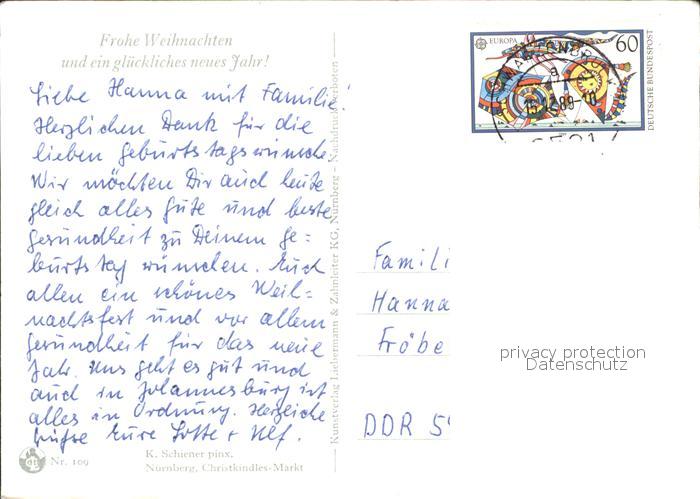 Frohe Weihnachten
und ein glückliches neues Jahr!
Liebe Hanna mit Familie!
Herzlichen Dank für die
lieben Geburtstagswünsche.
Wir möchten Dir auch heute
gleich alles Gute und beste
Gesundheit zu Deinem Ge=
burtstag wünschen. Euch
allen ein schönes Weih=
nachtsfest und vor allem
Gesundheit für das neue
Jahr. Uns geht es gut und
auch in Johannesburg ist
alles in Ordnung. Herzliche
Grüsse Eure Lotte + Ulf.
Nr. 109
K. Schiener pinx.
Nürnberg, Christkindles-Markt
Kunstverlag Liebermann & Zahnleiter KG, Nürnberg – Nachdruck verboten
EUROPA
60
DEUTSCHE BUNDESPOST
a
Famili
Hanna
Fröbe
DDR 5
privacy protection
Datenschutz